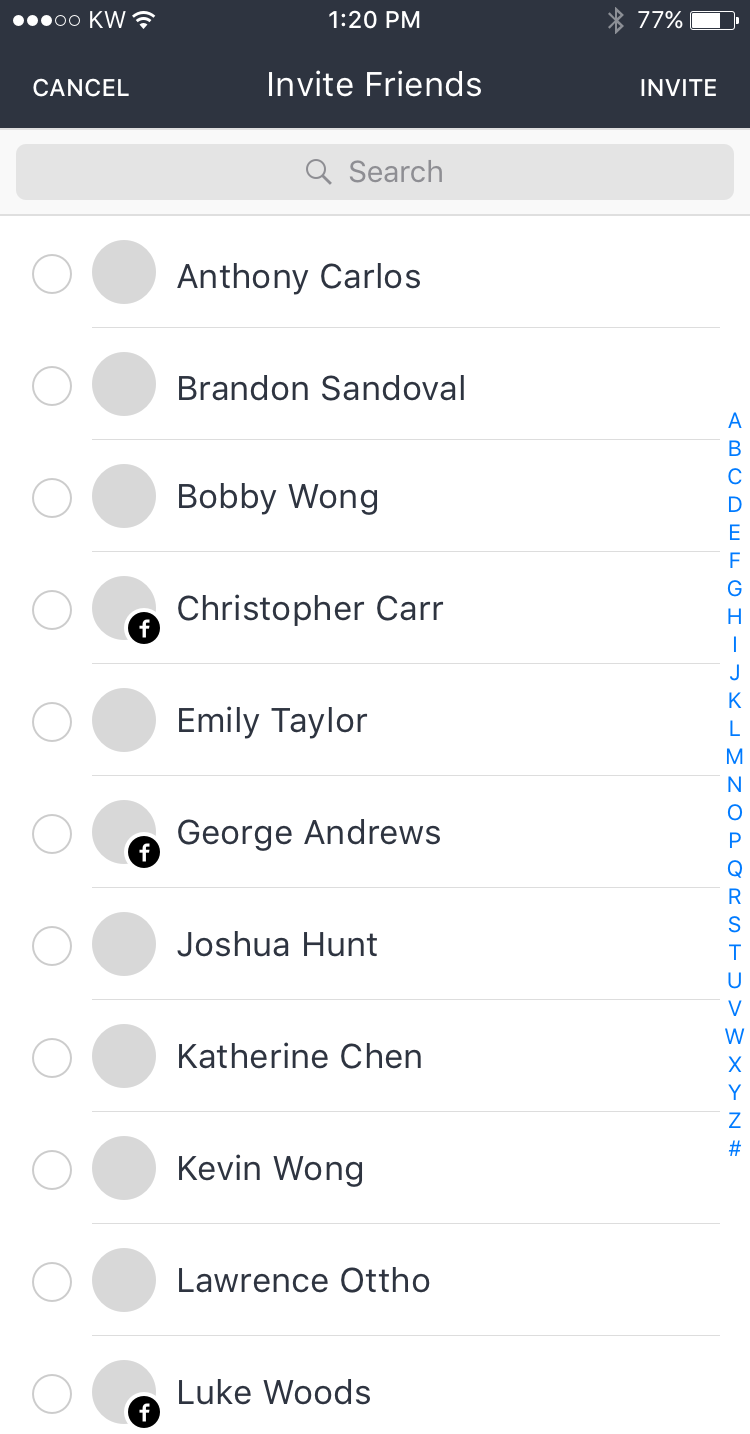 KW 1:20 PM 77%
CANCEL Invite Friends INVITE
Search
Anthony Carlos
Brandon Sandoval
Bobby Wong
Christopher Carr
Emily Taylor
George Andrews
Joshua Hunt
Katherine Chen
Kevin Wong
Lawrence Ottho
Luke Woods
A
B
C
D
E
F
G
H
I
J
K
L
M
N
O
P
Q
R
S
T
U
V
W
X
Y
Z
#